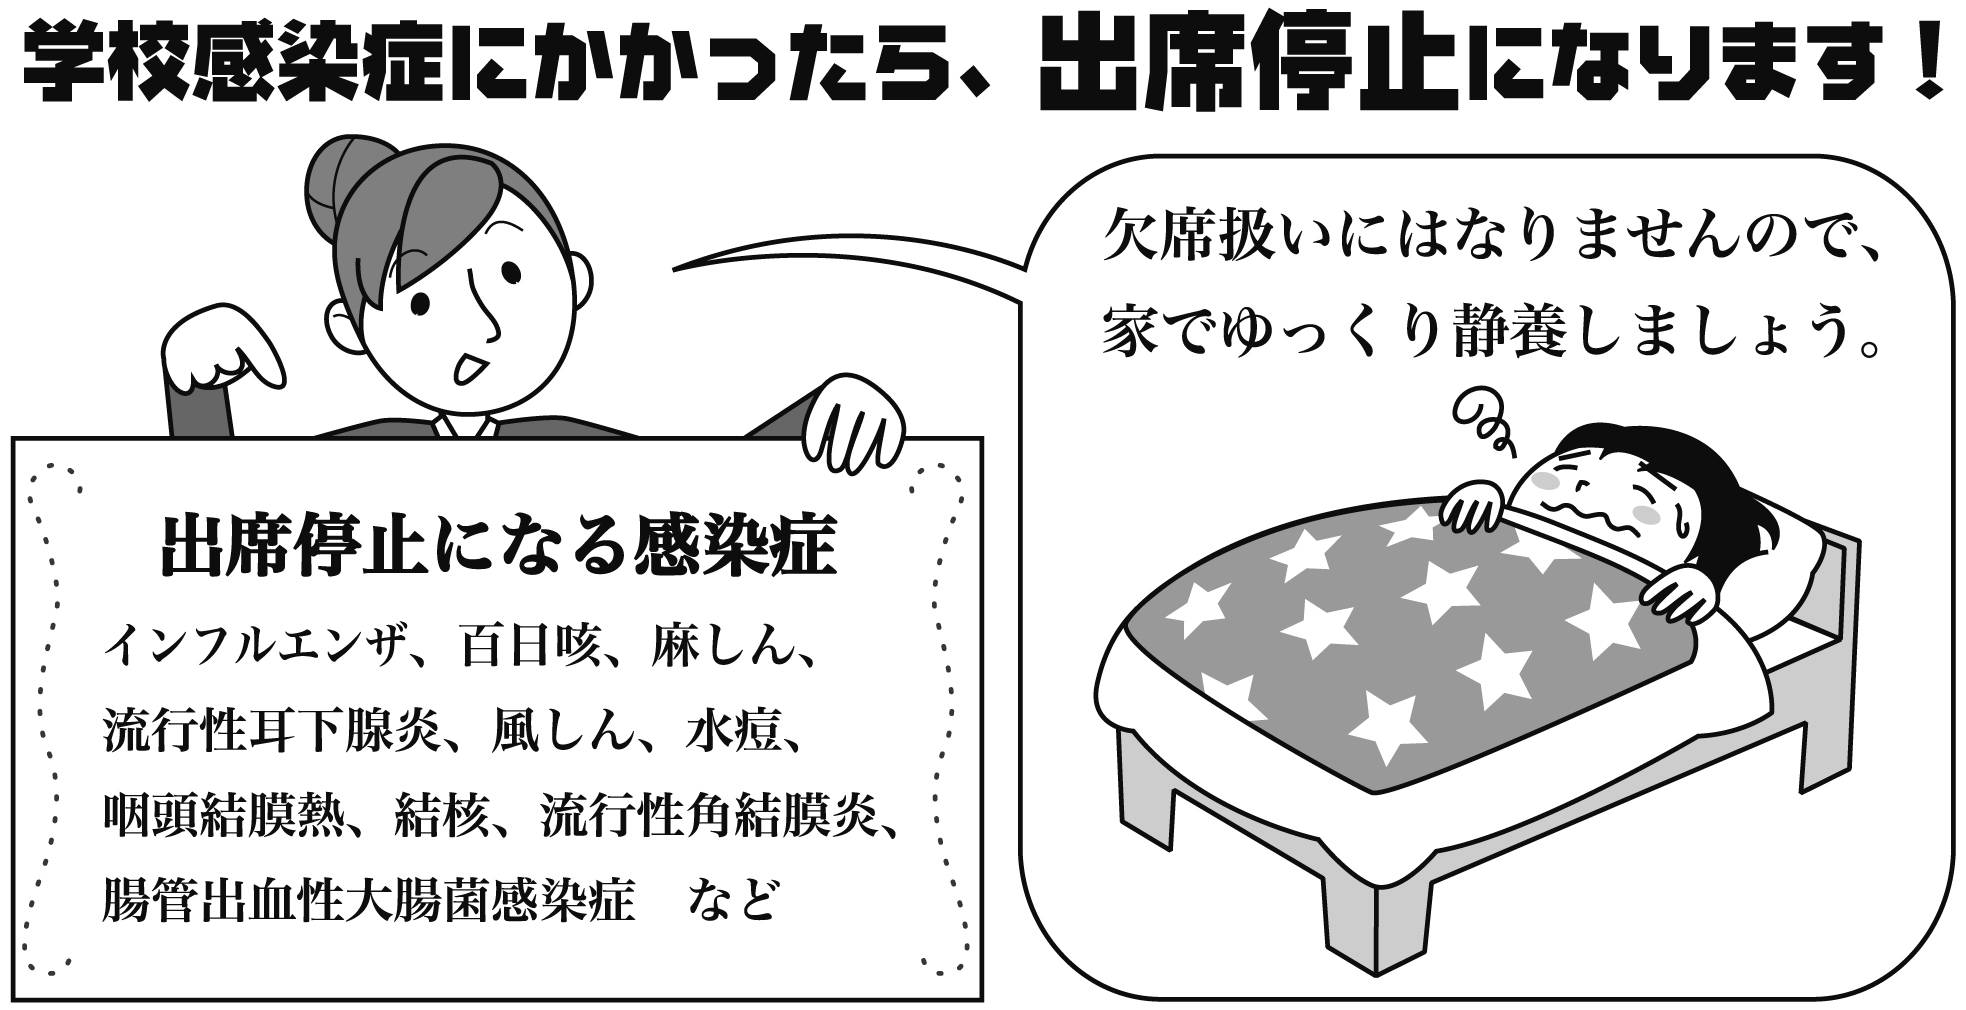 学校感染症にかかったら、出席停止になります！
欠席扱いにはなりませんので、
家でゆっくり静養しましょう。
出席停止になる感染症
インフルエンザ、百日咳、麻しん、
流行性耳下腺炎、風しん、水痘、
咽頭結膜熱、結核、流行性角結膜炎、
腸管出血性大腸菌感染症　など